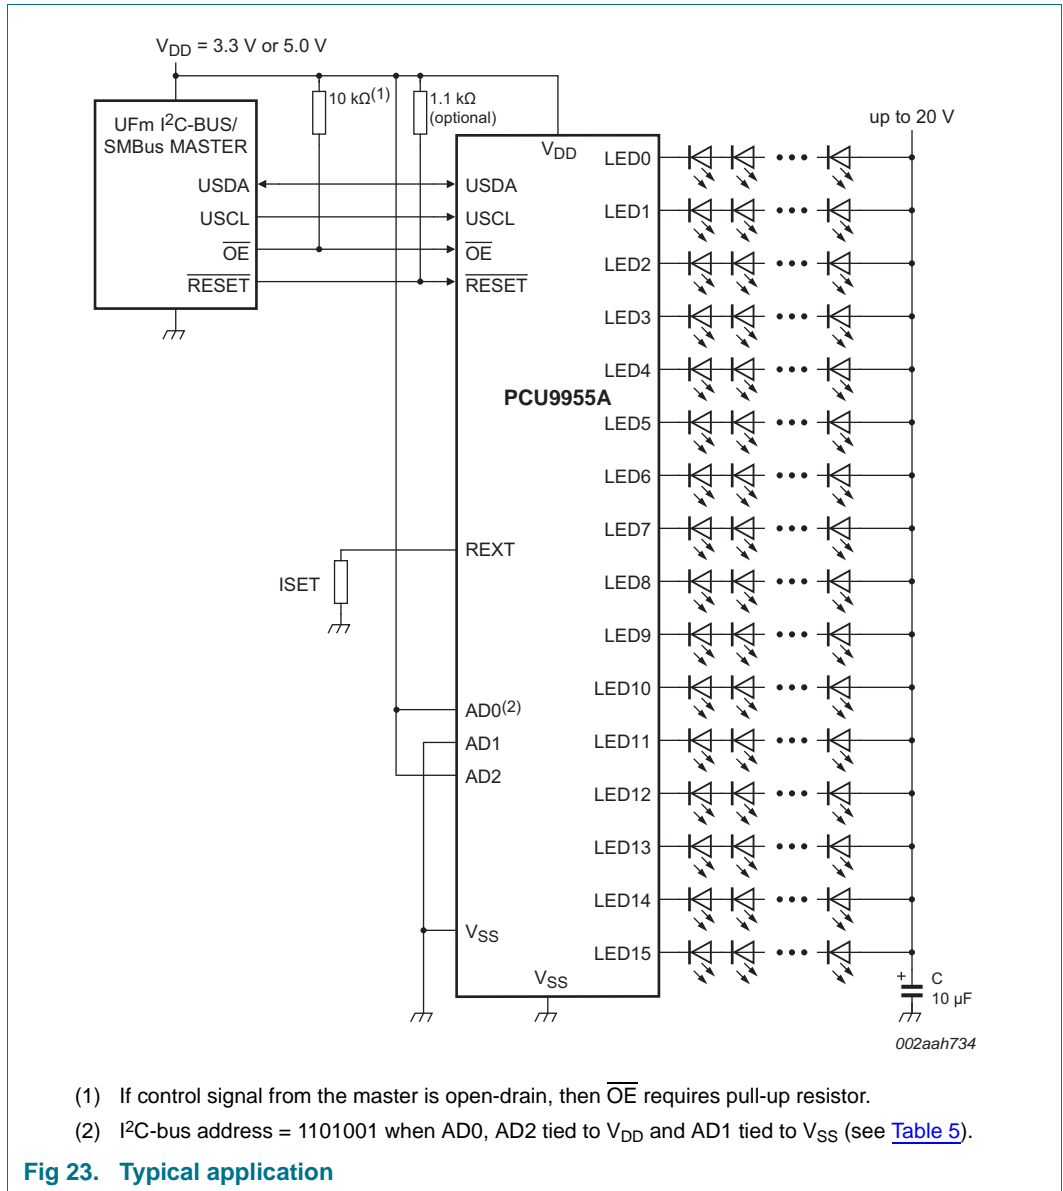 V_DD = 3.3 V or 5.0 V
10 kΩ(1)
1.1 kΩ
(optional)
up to 20 V
UFm I²C-BUS/
SMBus MASTER
USDA
USCL
OE
RESET
V_DD
USDA
USCL
OE
RESET
PCU9955A
REXT
ISET
AD0(2)
AD1
AD2
V_SS
V_SS
LED0
LED1
LED2
LED3
LED4
LED5
LED6
LED7
LED8
LED9
LED10
LED11
LED12
LED13
LED14
LED15
+
C
10 μF
002aah734
(1) If control signal from the master is open-drain, then OE requires pull-up resistor.
(2) I²C-bus address = 1101001 when AD0, AD2 tied to V_DD and AD1 tied to V_SS (see Table 5).
Fig 23. Typical application